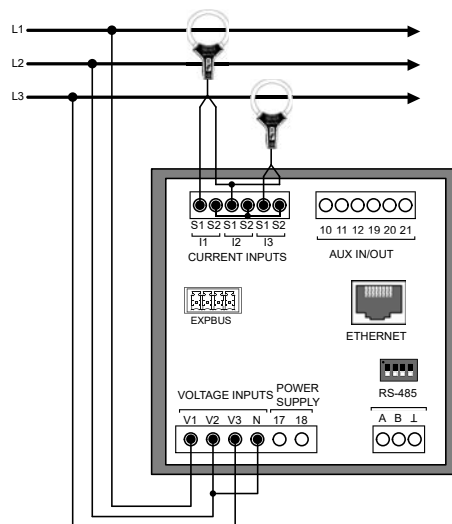 L1
L2
L3
S1 S2 S1 S2 S1 S2
I1 I2 I3
CURRENT INPUTS
10 11 12 19 20 21
AUX IN/OUT
EXPBUS
ETHERNET
RS-485
VOLTAGE INPUTS
POWER
SUPPLY
V1 V2 V3 N 17 18
A B ⊥